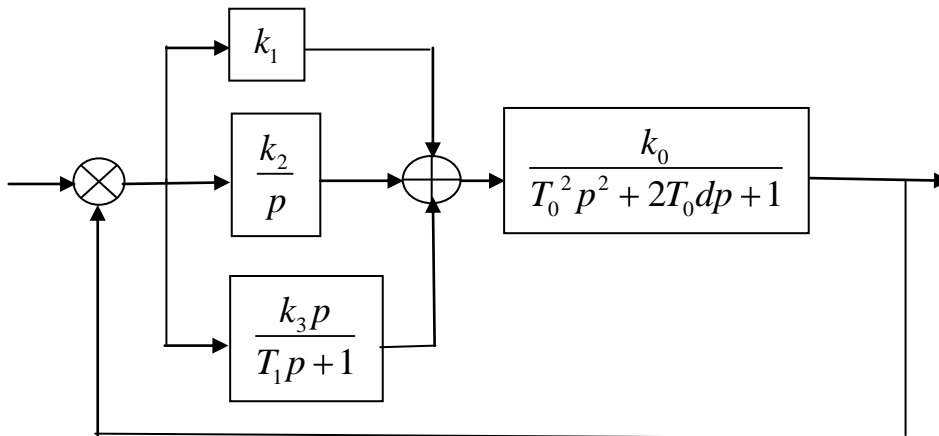 k₁
k₂
p
k₃p
T₁p + 1
k₀
T₀²p² + 2T₀dp + 1